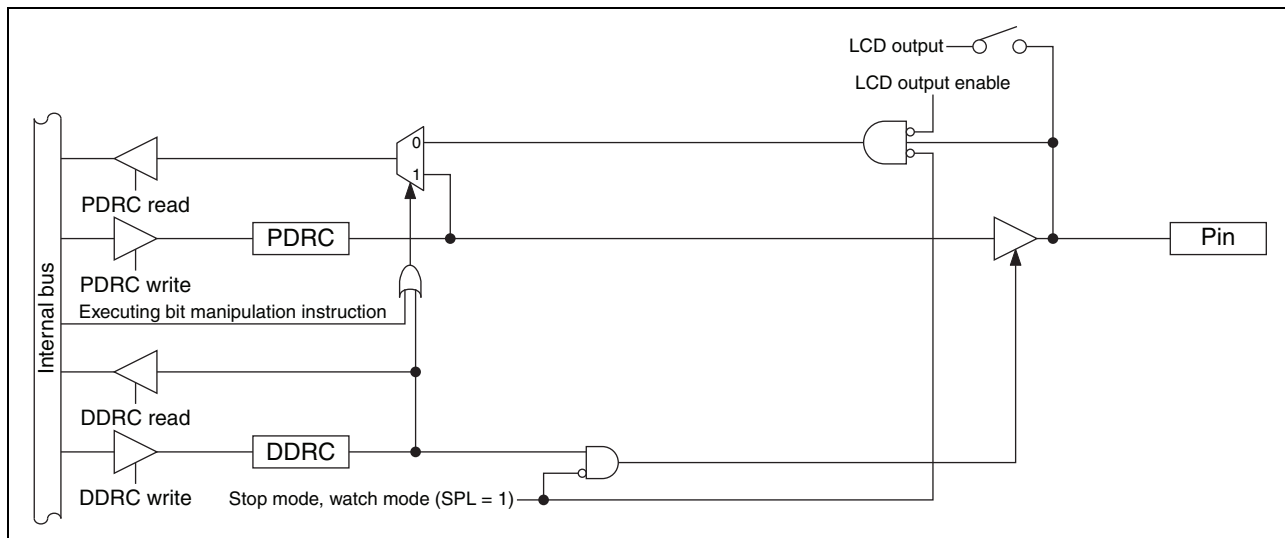 LCD output
LCD output enable
0
1
PDRC read
PDRC
Pin
PDRC write
Executing bit manipulation instruction
Internal bus
DDRC read
DDRC
DDRC write
Stop mode, watch mode (SPL = 1)